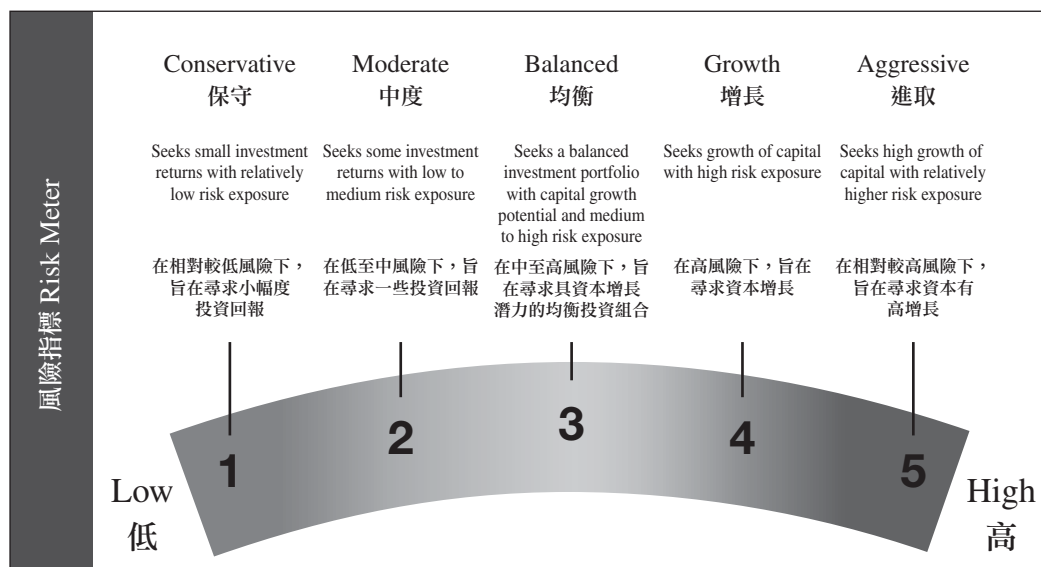 風險指標 Risk Meter
Conservative
保守
Seeks small investment
returns with relatively
low risk exposure
在相對較低風險下，
旨在尋求小幅度
投資回報
Moderate
中度
Seeks some investment
returns with low to
medium risk exposure
在低至中風險下，旨
在尋求一些投資回報
Balanced
均衡
Seeks a balanced
investment portfolio
with capital growth
potential and medium
to high risk exposure
在中至高風險下，旨
在尋求具資本增長
潛力的均衡投資組合
Growth
增長
Seeks growth of capital
with high risk exposure
在高風險下，旨在
尋求資本增長
Aggressive
進取
Seeks high growth of
capital with relatively
higher risk exposure
在相對較高風險下，
旨在尋求資本有
高增長
1
2
3
4
5
Low
低
High
高